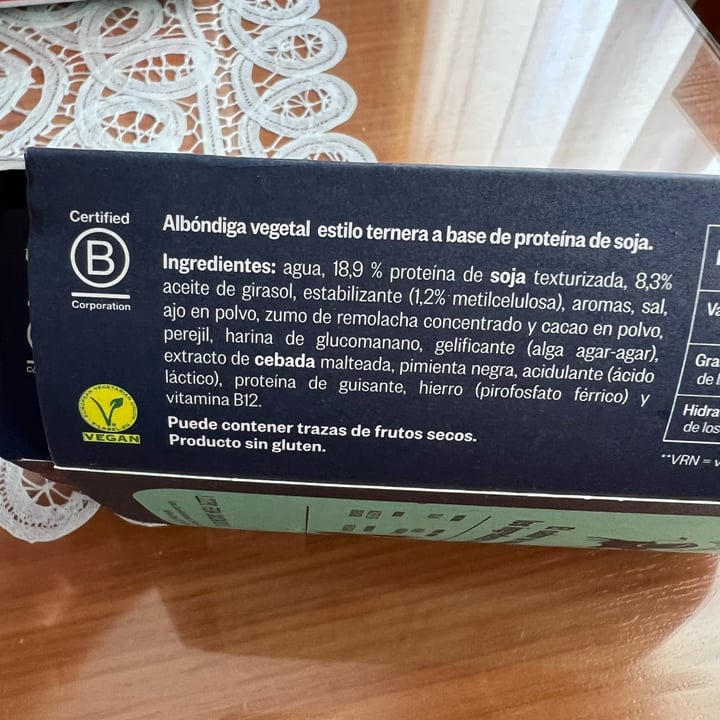 Certified
B
Corporation
Albóndiga vegetal estilo ternera a base de proteína de soja.
Ingredientes: agua, 18,9 % proteína de soja texturizada, 8,3%
aceite de girasol, estabilizante (1,2% metilcelulosa), aromas, sal,
ajo en polvo, zumo de remolacha concentrado y cacao en polvo,
perejil, harina de glucomanano, gelificante (alga agar-agar),
extracto de cebada malteada, pimienta negra, acidulante (ácido
láctico), proteína de guisante, hierro (pirofosfato férrico) y
vitamina B12.
Puede contener trazas de frutos secos.
Producto sin gluten.
V
VEGAN
Va
Gra
de l
Hidra
de los
**VRN = v